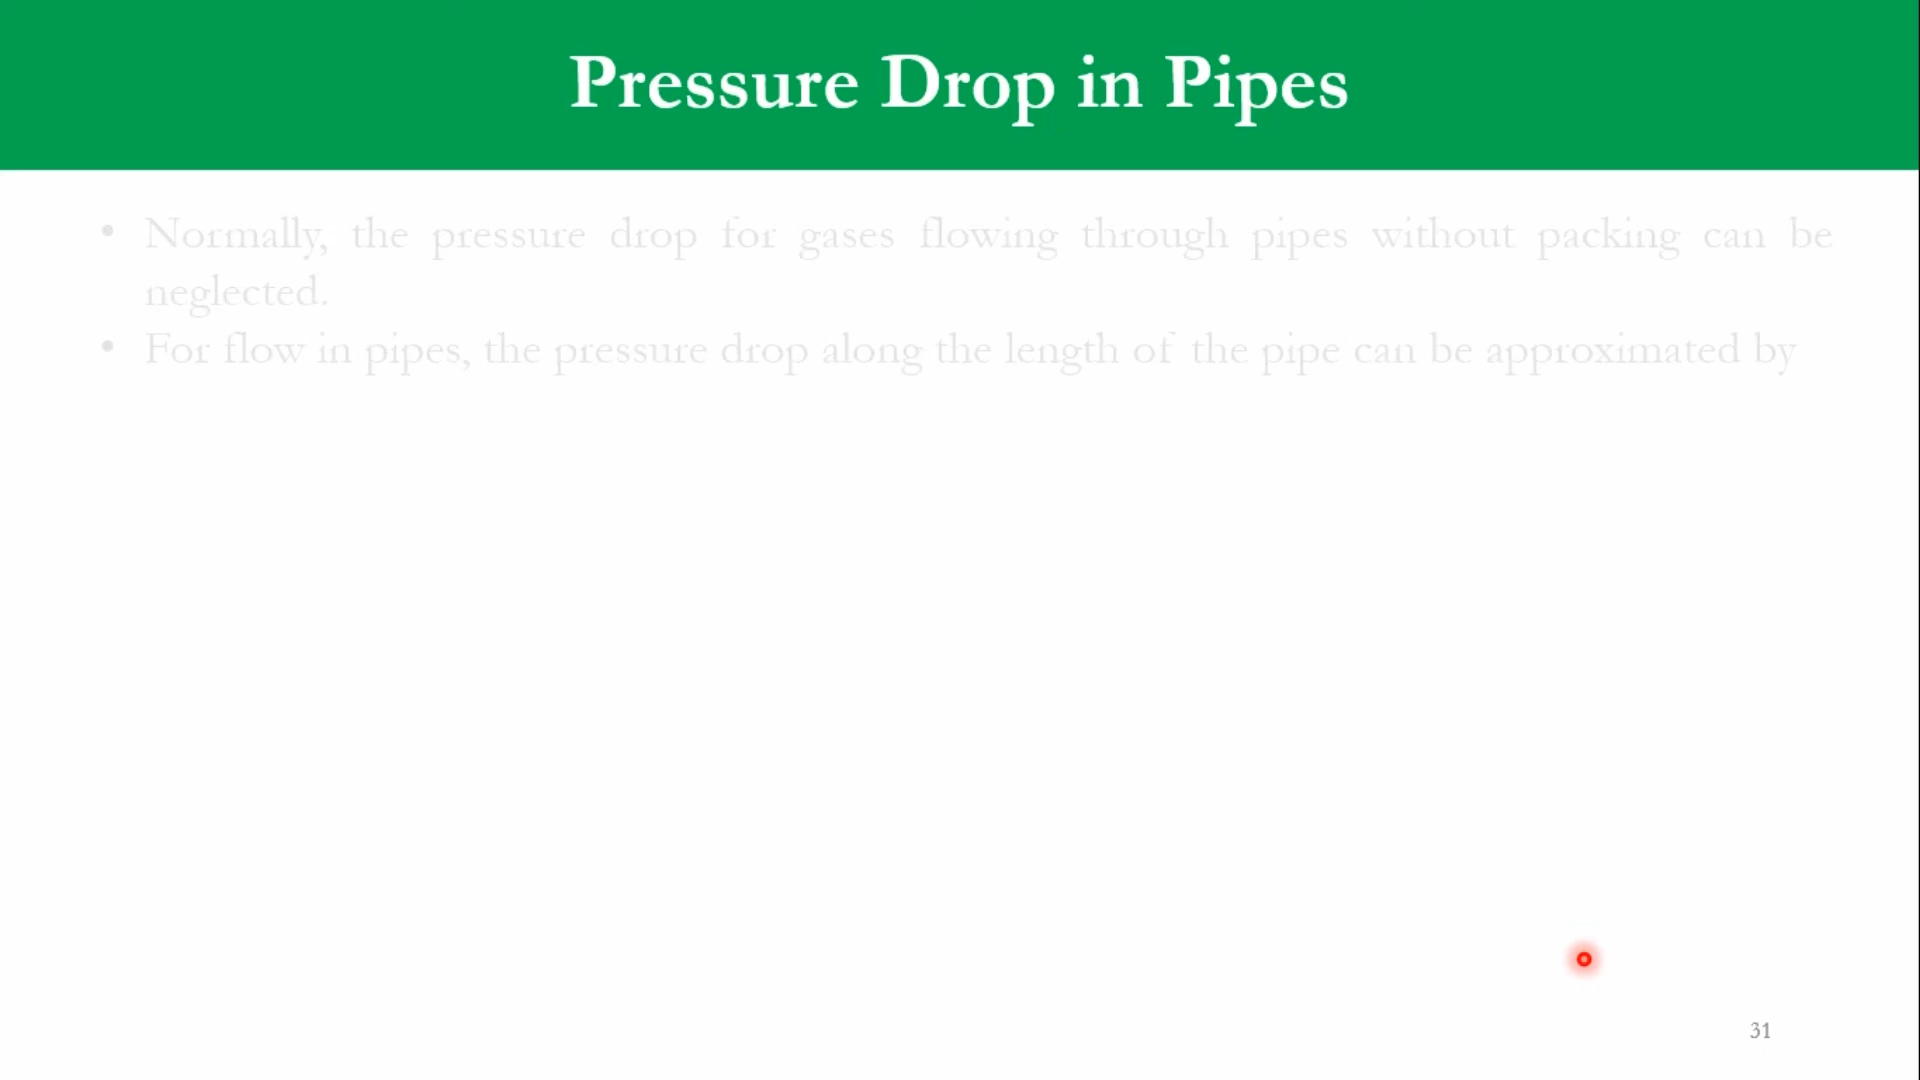 Pressure Drop in Pipes
• Normally, the pressure drop for gases flowing through pipes without packing can be
neglected.
• For flow in pipes, the pressure drop along the length of the pipe can be approximated by
31